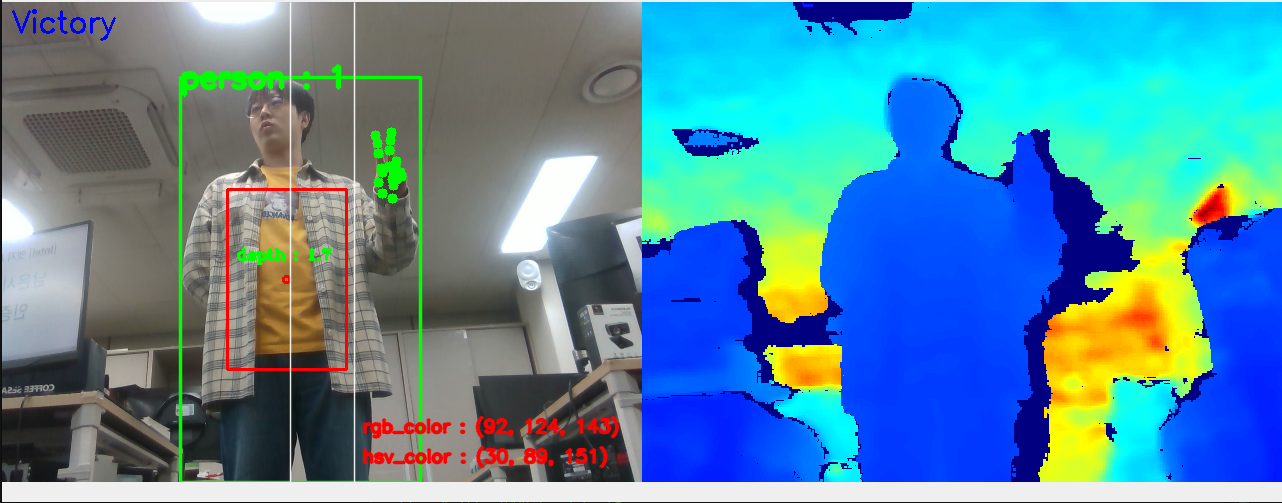 Victory
person : 1
depth : 1.7
rgb_color : (92, 124, 143)
hsv_color : (30, 89, 151)
COFFEE